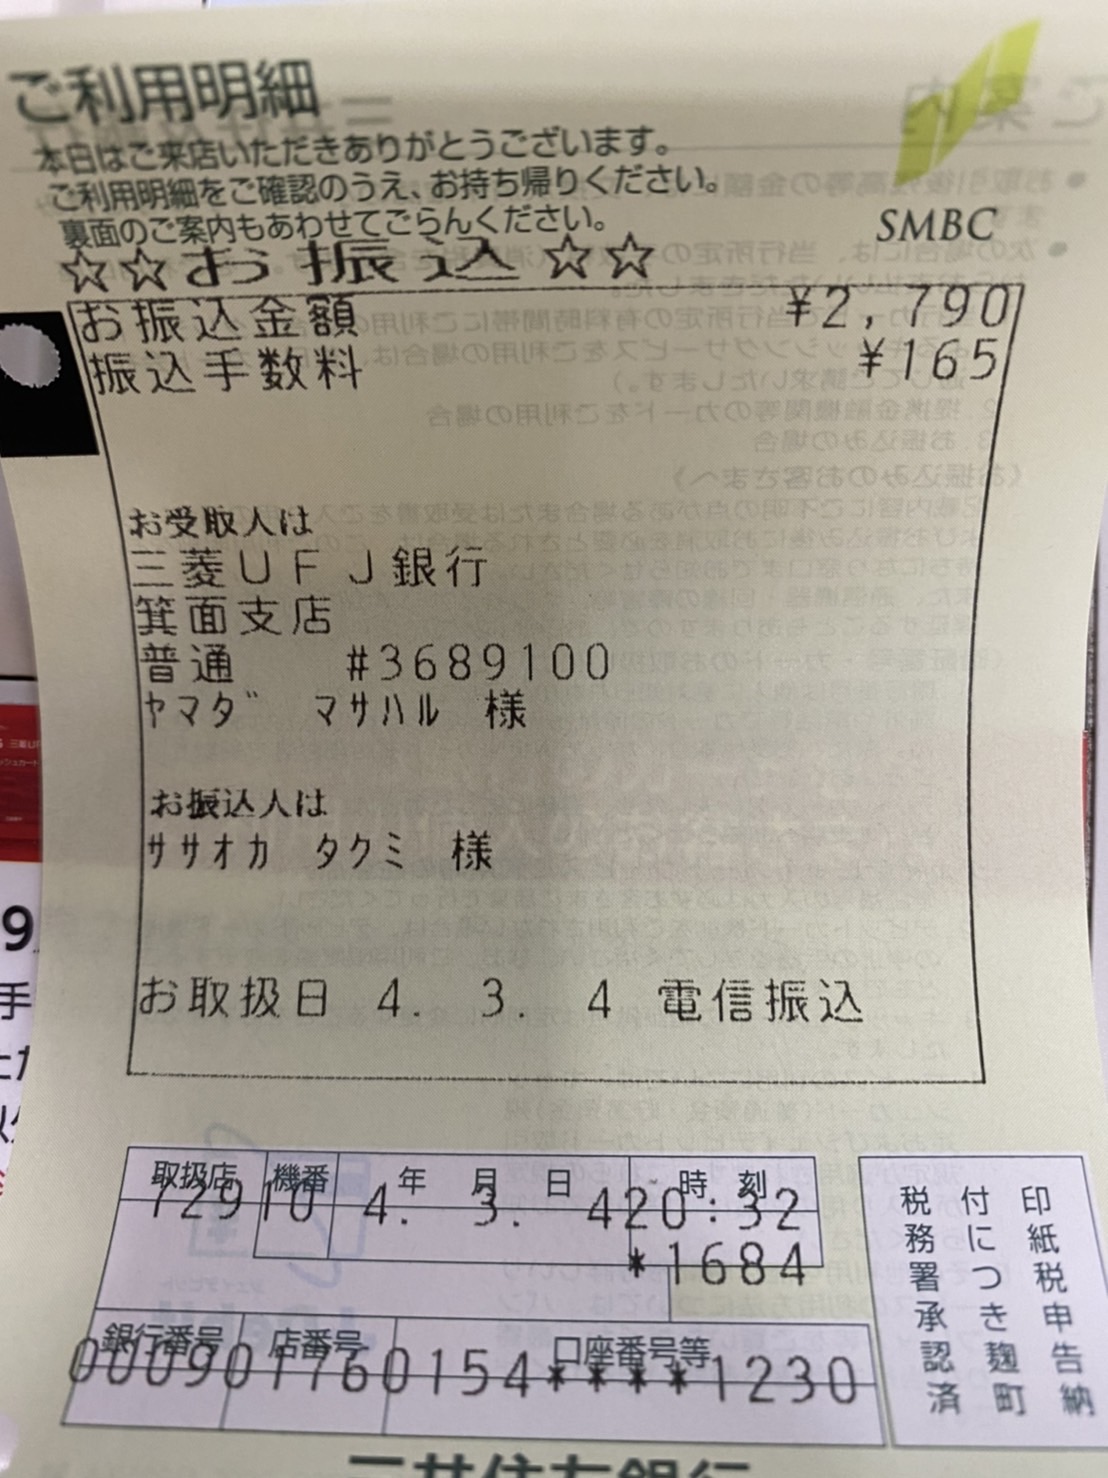 ご利用明細
本日はご来店いただきありがとうございます。
ご利用明細をご確認のうえ、お持ち帰りください。
裏面のご案内もあわせてごらんください。
SMBC
☆☆お振込☆☆
お振込金額 ¥2,790
振込手数料 ¥165
お受取人は
三菱UFJ銀行
箕面支店
普通 #3689100
ヤマダ マサハル 様
お振込人は
ササオカ タクミ 様
お取扱日 4. 3. 4 電信振込
取扱店 機番 年 月 日 時刻
72910 4. 3. 420:32
*1684
銀行番号 店番号 口座番号等
000901760154****1230
印紙税申告納
付につき麹町
税務署承認済
三井住友銀行